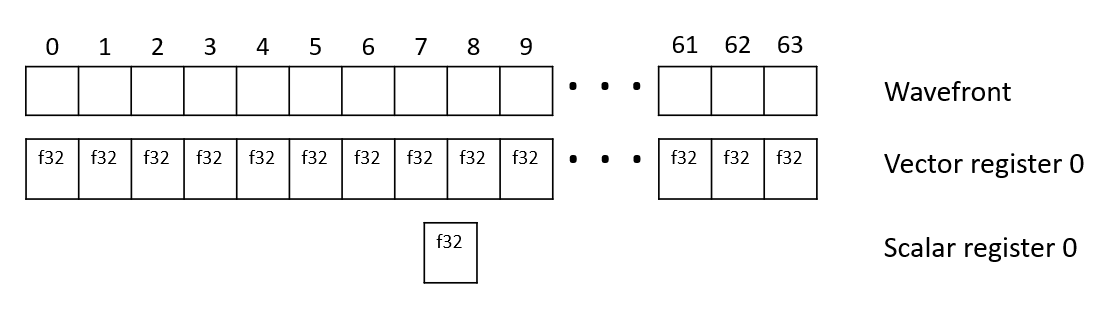 0 1 2 3 4 5 6 7 8 9 • • • 61 62 63
Wavefront
f32 f32 f32 f32 f32 f32 f32 f32 f32 f32 • • • f32 f32 f32 Vector register 0
f32 Scalar register 0